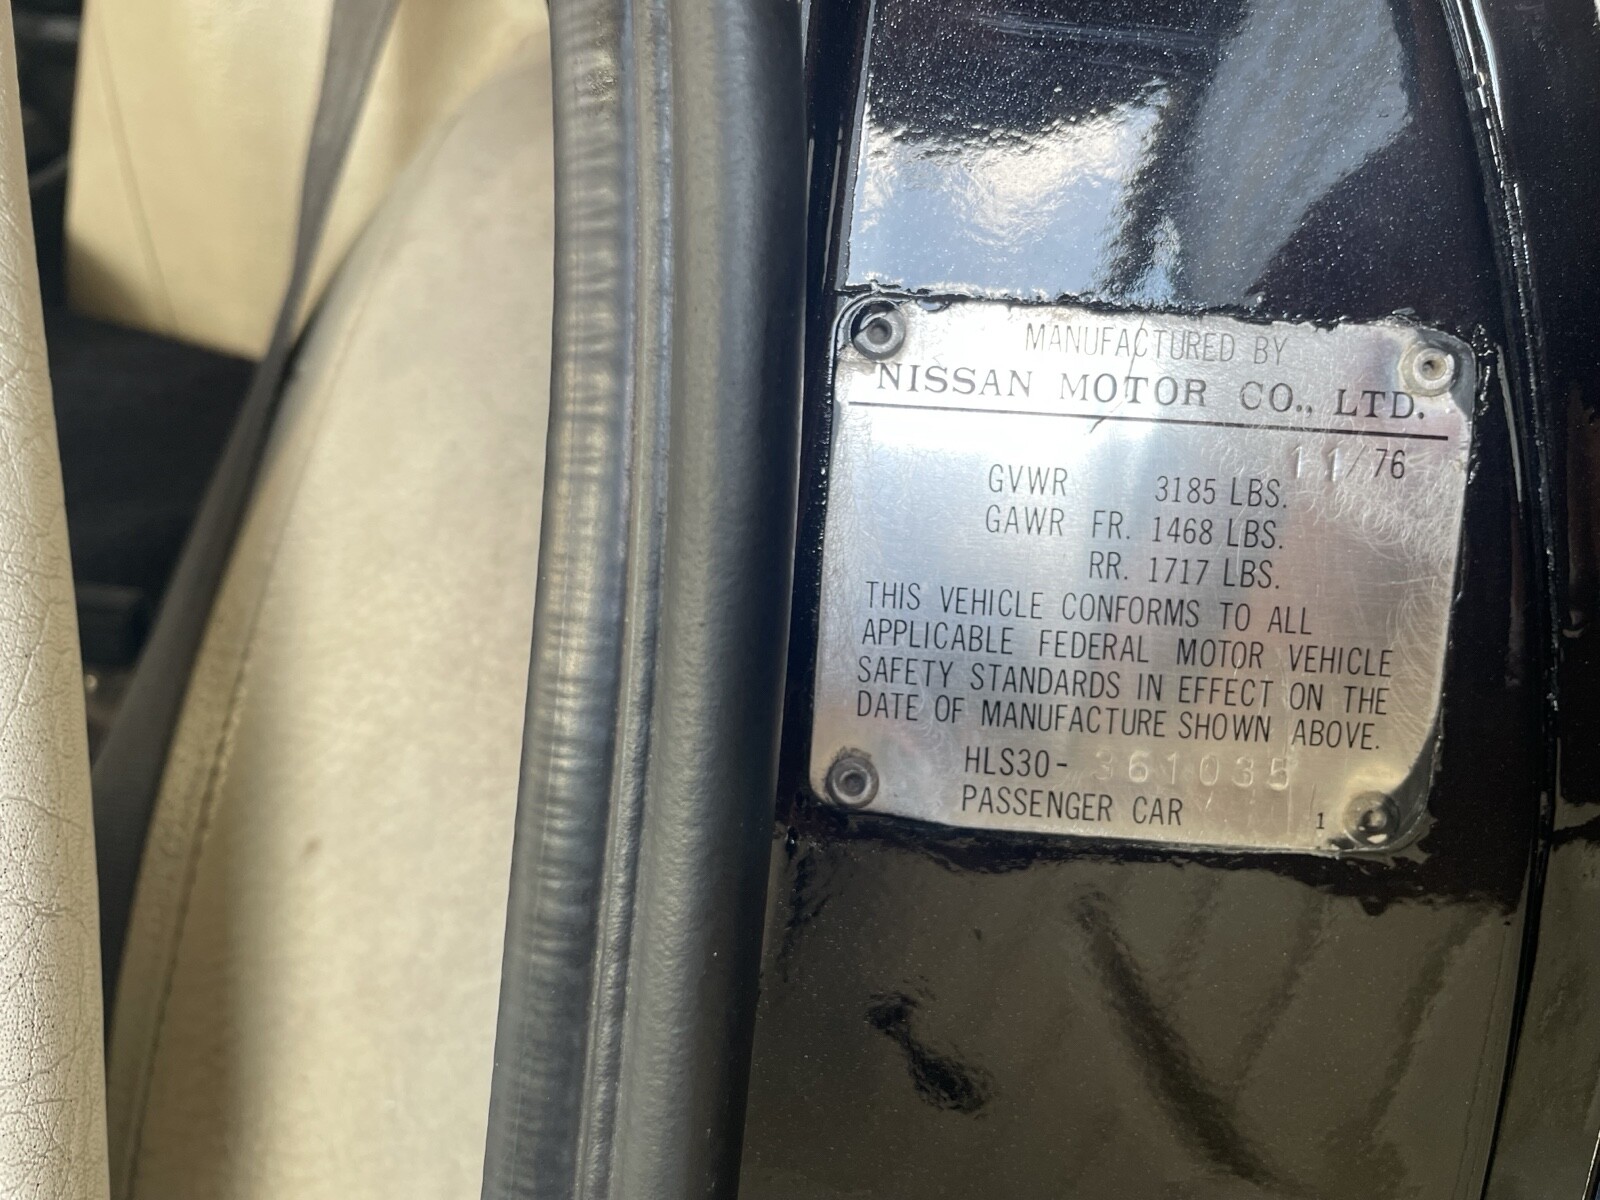 MANUFACTURED BY
NISSAN MOTOR CO., LTD.
11/76
GVWR 3185 LBS.
GAWR FR. 1468 LBS.
RR. 1717 LBS.
THIS VEHICLE CONFORMS TO ALL
APPLICABLE FEDERAL MOTOR VEHICLE
SAFETY STANDARDS IN EFFECT ON THE
DATE OF MANUFACTURE SHOWN ABOVE.
HLS30- 361035
PASSENGER CAR 1